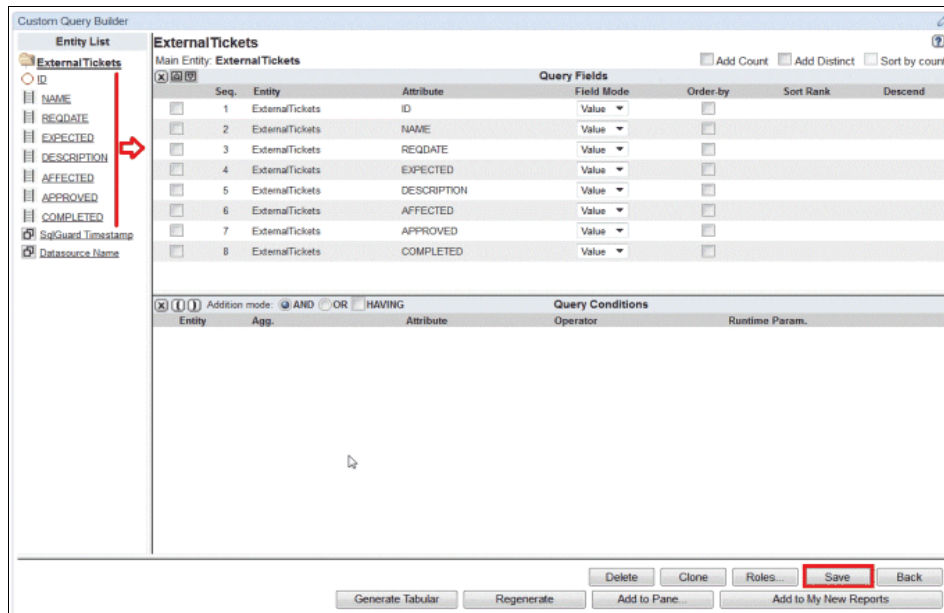 Custom Query Builder
Entity List
ExternalTickets
ID
NAME
REQDATE
EXPECTED
DESCRIPTION
AFFECTED
APPROVED
COMPLETED
SqlGuard Timestamp
Datasource Name
ExternalTickets
Main Entity: ExternalTickets Add Count Add Distinct Sort by count
Query Fields
Seq. Entity Attribute Field Mode Order-by Sort Rank Descend
1 ExternalTickets ID Value
2 ExternalTickets NAME Value
3 ExternalTickets REQDATE Value
4 ExternalTickets EXPECTED Value
5 ExternalTickets DESCRIPTION Value
6 ExternalTickets AFFECTED Value
7 ExternalTickets APPROVED Value
8 ExternalTickets COMPLETED Value
Addition mode: AND OR HAVING Query Conditions
Entity Agg. Attribute Operator Runtime Param.
Delete Clone Roles... Save Back
Generate Tabular Regenerate Add to Pane... Add to My New Reports